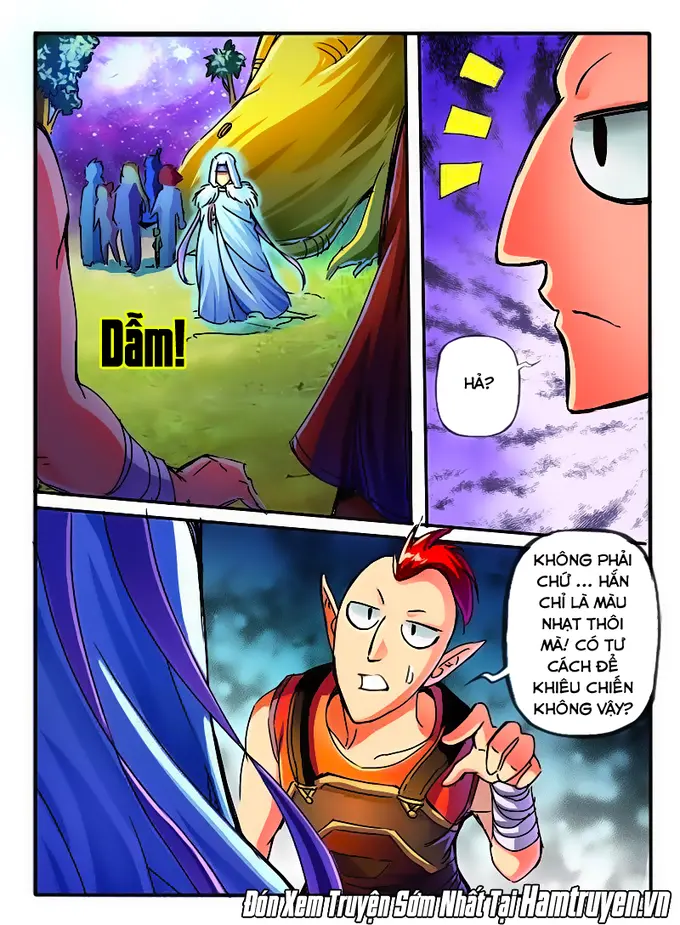 Dẫm!
HẢ?
KHÔNG PHẢI
CHỨ ... HẮN
CHỈ LÀ MÀU
NHẠT THÔI
MÀ! CÓ TƯ
CÁCH ĐỂ
KHIÊU CHIẾN
KHÔNG VẬY?
Đón Xem Truyện Sớm Nhất Tại Hamtruyen.vn